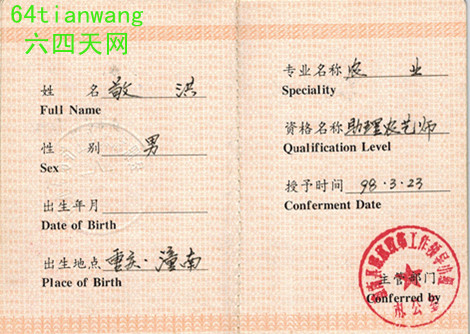 64tianwang
六四天网
姓 名 敬 洪
Full Name
性 别 男
Sex
出生年月
Date of Birth
出生地点 重庆·潼南
Place of Birth
专业名称 农 业
Speciality
资格名称 助理农艺师
Qualification Level
授予时间 98.3.23
Conferment Date
主管部门
Conferred by